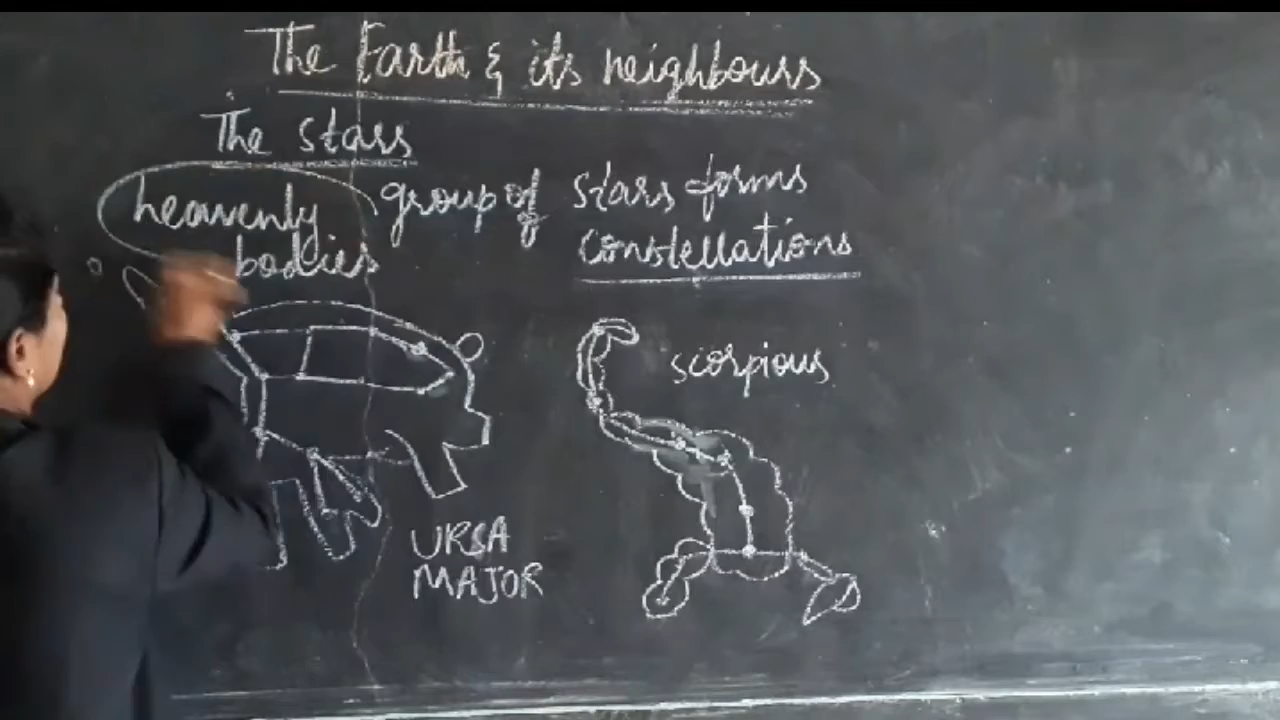 The Earth & its neighbours
The stars
heavenly bodies
group of stars forms
constellations
scorpious
URSA
MAJOR